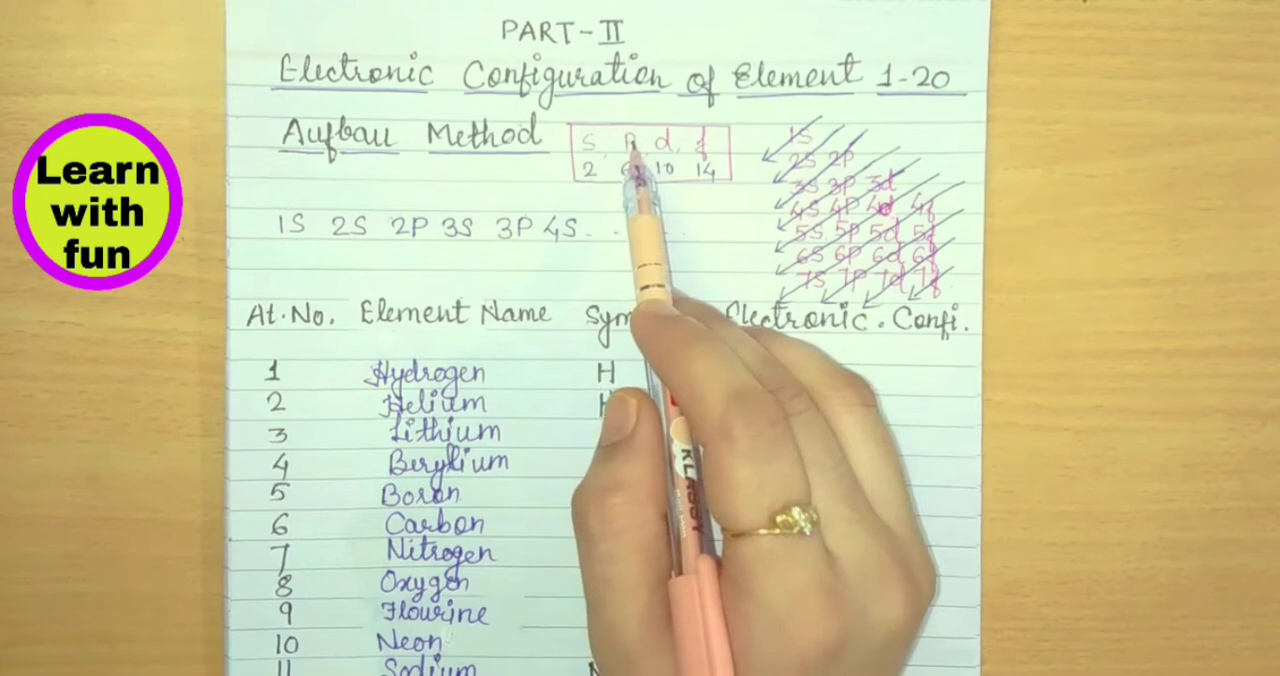 PART-II
Electronic Configuration of Element 1-20
Aufbau Method
S, P, d, f
2 6 10 14
1S
2S 2P
3S 3P 3d
4S 4P 4d 4f
5S 5P 5d 5f
6S 6P 6d 6f
7S 7P 7d 7f
Learn
with
fun
1S 2S 2P 3S 3P 4S . . .
At. No. Element Name Sym Electronic. Confi.
1 Hydrogen H
2 Helium H
3 Lithium
4 Berylium
5 Boron
6 Carbon
7 Nitrogen
8 Oxygen
9 Flourine
10 Neon
11 Sodium